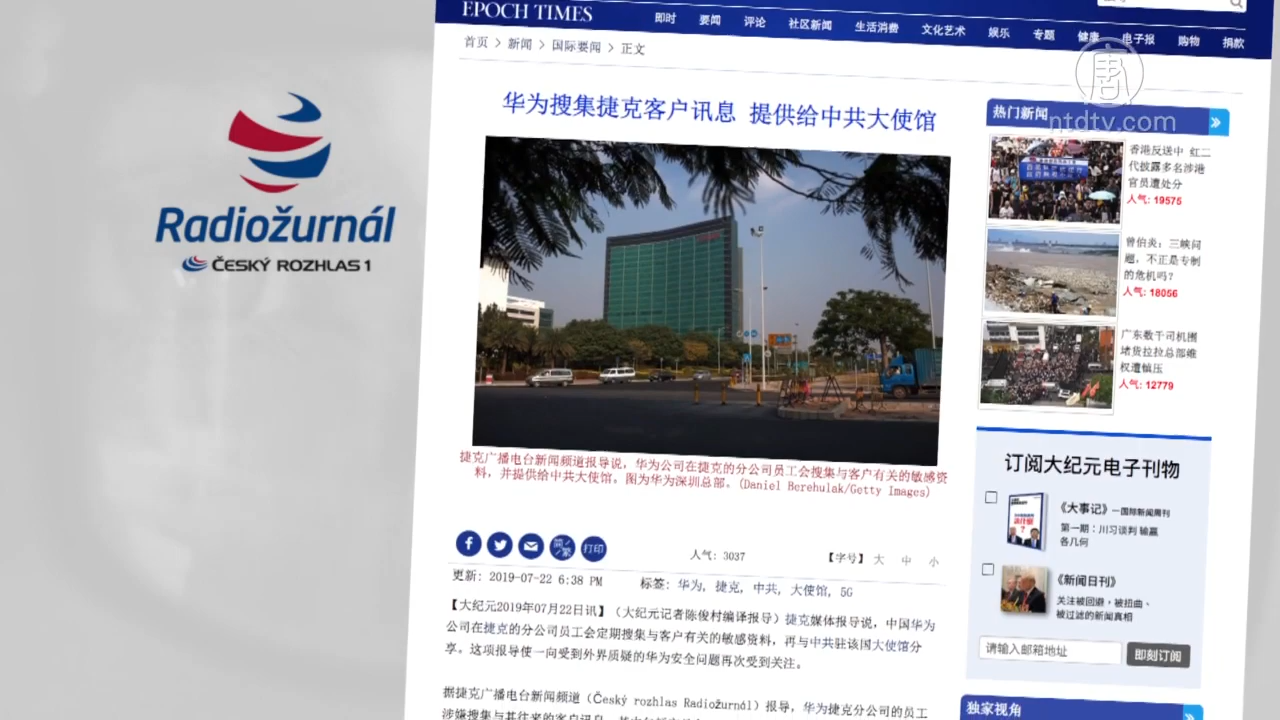 Radiožurnál
ČESKÝ ROZHLAS 1
EPOCH TIMES
即时 要闻 评论 社区新闻 生活消费 文化艺术 娱乐 专题 健康 电子报 购物 捐款
首页 > 新闻 > 国际要闻 > 正文
华为搜集捷克客户讯息 提供给中共大使馆
捷克广播电台新闻频道报导说，华为公司在捷克的分公司员工会搜集与客户有关的敏感资
料，并提供给中共大使馆。图为华为深圳总部。(Daniel Berehulak/Getty Images)
简/繁 打印
人气: 3037 【字号】 大 中 小
更新: 2019-07-22 6:38 PM 标签: 华为, 捷克, 中共, 大使馆, 5G
【大纪元2019年07月22日讯】（大纪元记者陈俊村编译报导）捷克媒体报导说，中国华为
公司在捷克的分公司员工会定期搜集与客户有关的敏感资料，再与中共驻该国大使馆分
享。这项报导使一向受到外界质疑的华为安全问题再次受到关注。
据捷克广播电台新闻频道（Český rozhlas Radiožurnál）报导，华为捷克分公司的员工
涉嫌搜集与其往来的客户讯息
唐
ntdtv.com
热门新闻
香港反送中 红二
代披露多名涉港
官员遭处分
人气: 19575
曾伯炎：三峡问
题，不正是专制
的危机吗？
人气: 18056
广东数千司机围
堵货拉拉总部维
权遭镇压
人气: 12779
订阅大纪元电子刊物
《大事记》—国际新闻周刊
第一期：川习谈判 输赢
各几何
《新闻日刊》
关注被回避，被扭曲、
被过滤的新闻真相
请输入邮箱地址 即刻订阅
独家视角